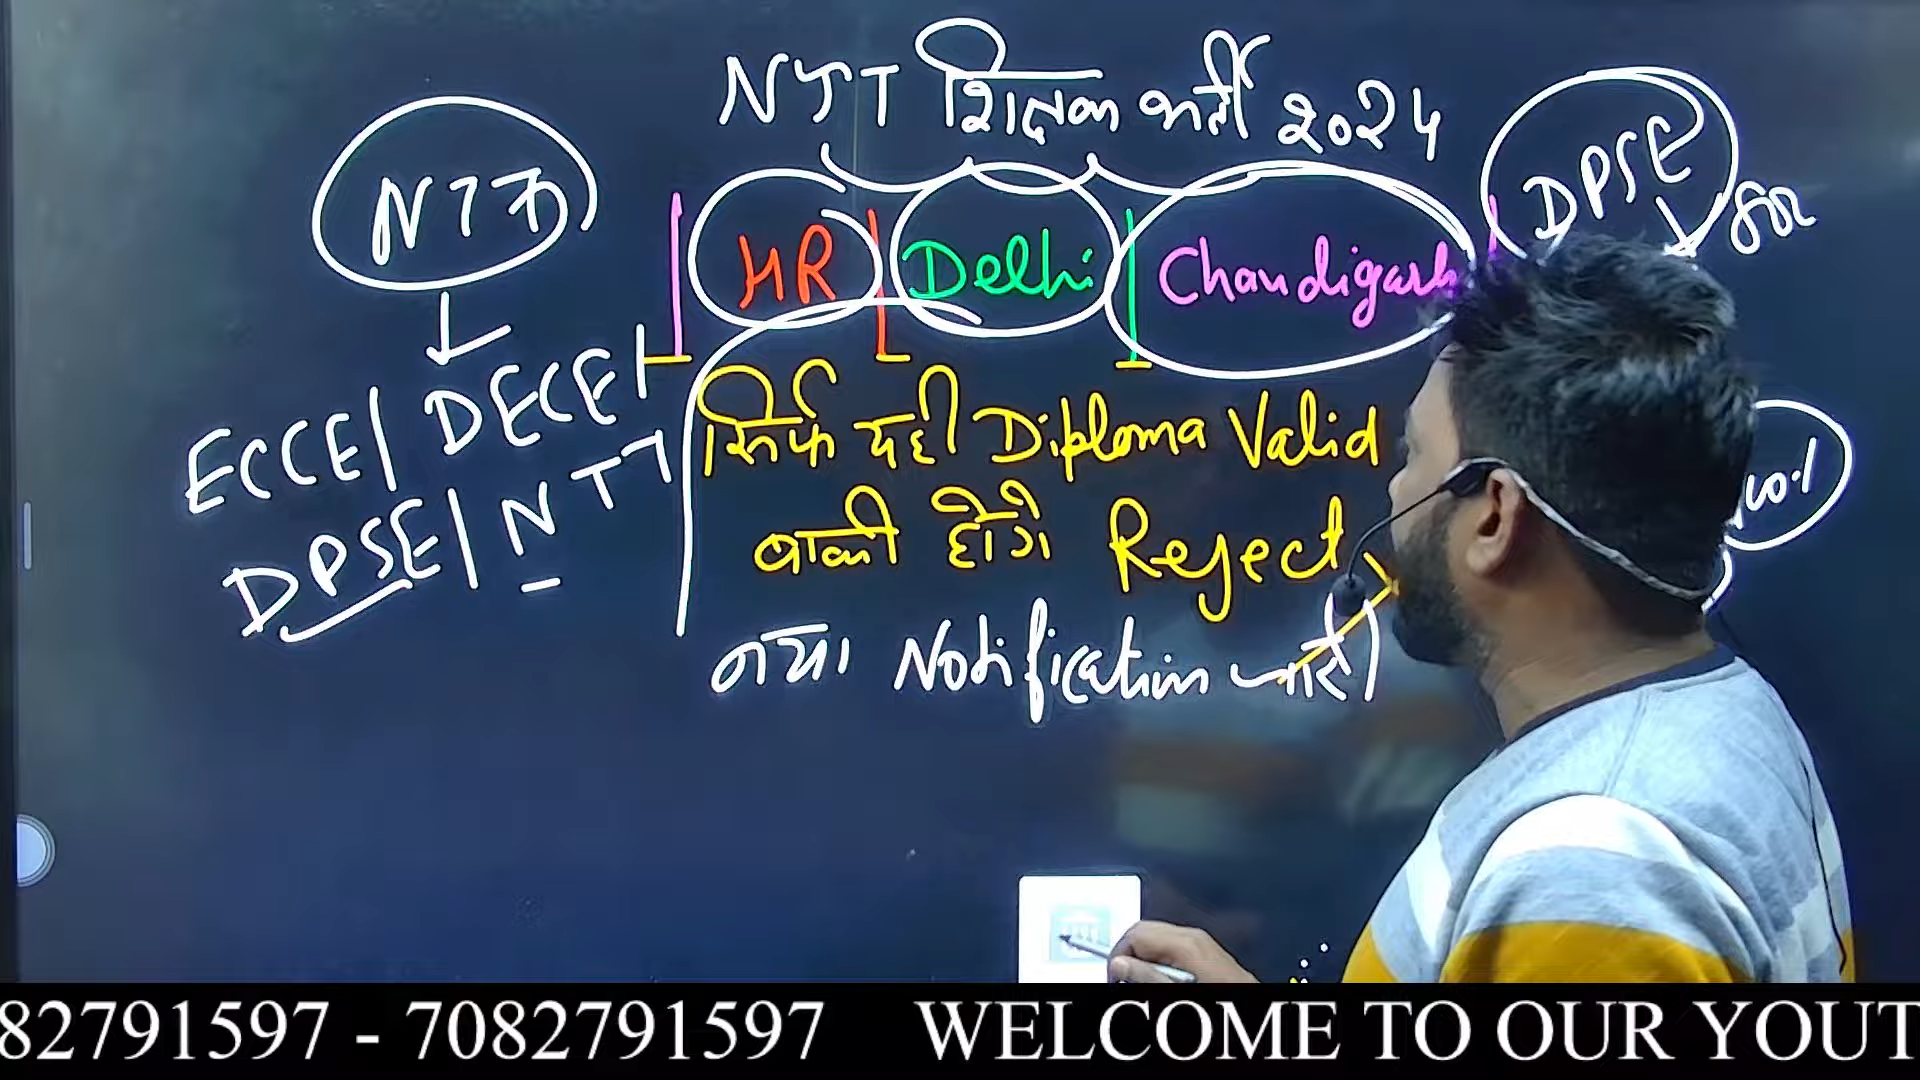 NTT शिक्षक भर्ती 2024
NTT
DPSE
HR Delhi Chandigarh
ECCE/ DECE/
DPSE/ NTT
सिर्फ यही Diploma Valid
बाकी होगे Reject
नया Notification जारी
82791597 - 7082791597 WELCOME TO OUR YOUT